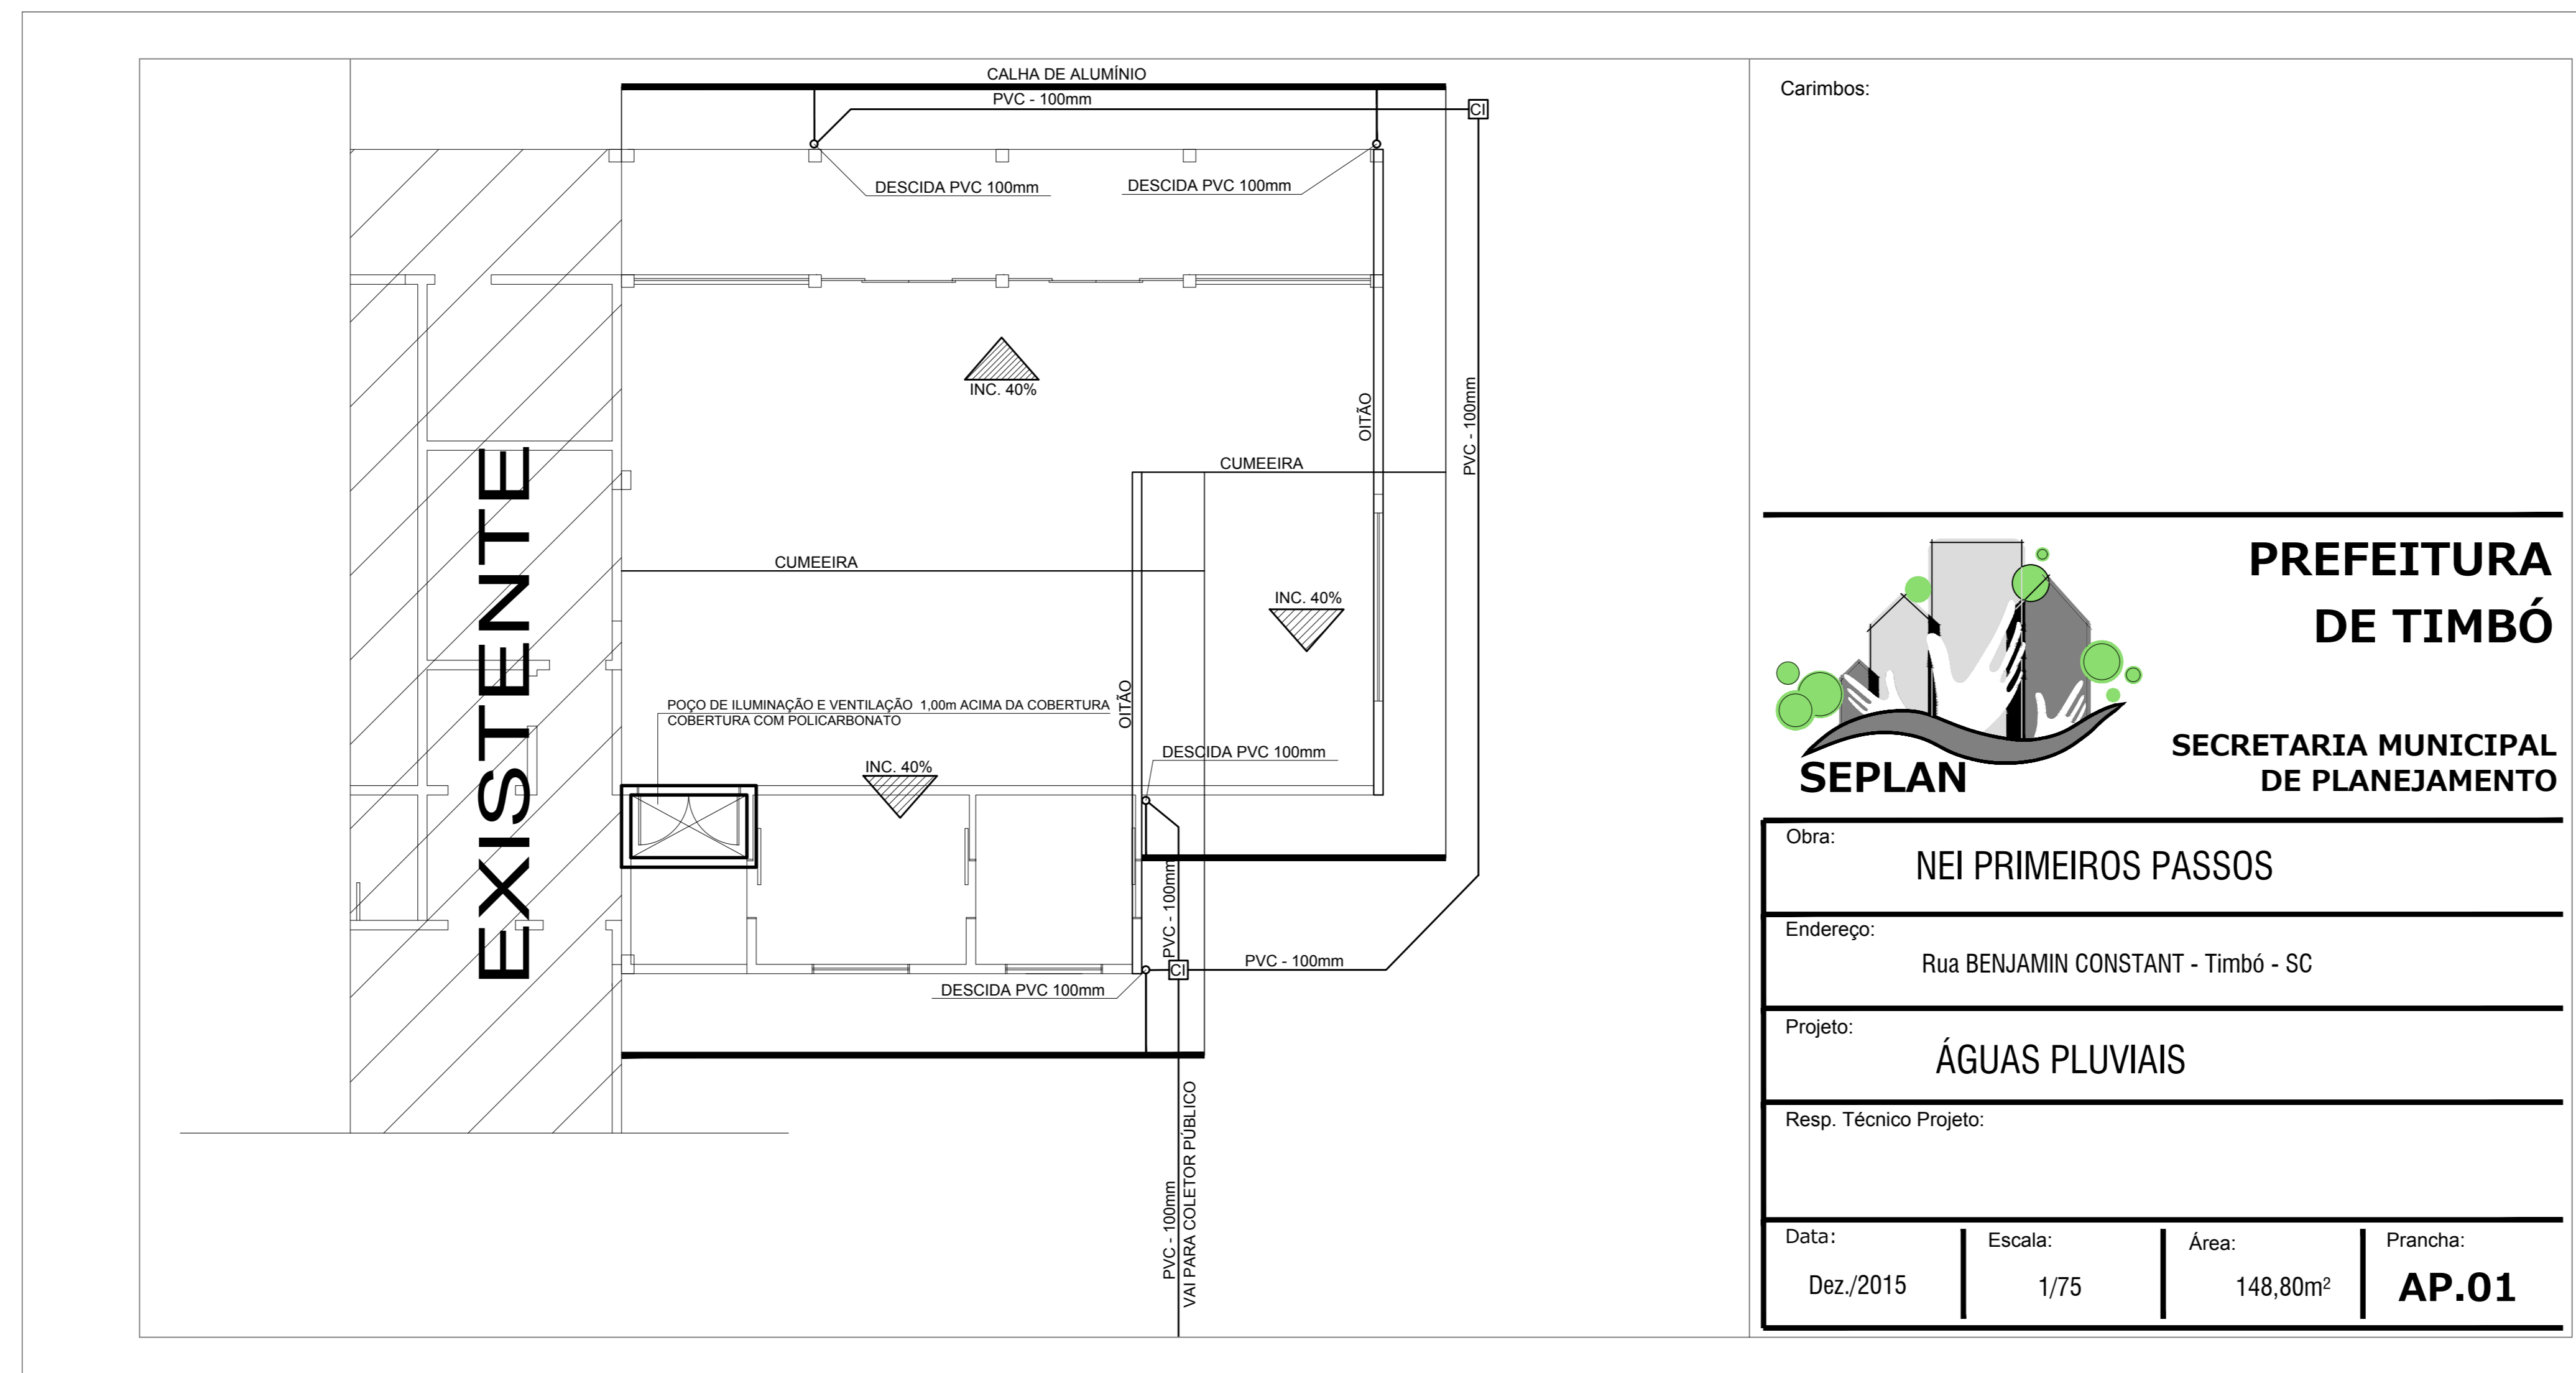 CALHA DE ALUMÍNIO
PVC - 100mm
CI
DESCIDA PVC 100mm
DESCIDA PVC 100mm
INC. 40%
OITÃO
PVC - 100mm
CUMEEIRA
EXISTENTE
CUMEEIRA
INC. 40%
POÇO DE ILUMINAÇÃO E VENTILAÇÃO 1,00m ACIMA DA COBERTURA
COBERTURA COM POLICARBONATO
OITÃO
DESCIDA PVC 100mm
INC. 40%
PVC - 100mm
CI
PVC - 100mm
DESCIDA PVC 100mm
PVC - 100mm
VAI PARA COLETOR PÚBLICO
Carimbos:
PREFEITURA
DE TIMBÓ
SEPLAN
SECRETARIA MUNICIPAL
DE PLANEJAMENTO
Obra:
NEI PRIMEIROS PASSOS
Endereço:
Rua BENJAMIN CONSTANT - Timbó - SC
Projeto:
ÁGUAS PLUVIAIS
Resp. Técnico Projeto:
Data:
Dez./2015
Escala:
1/75
Área:
148,80m²
Prancha:
AP.01